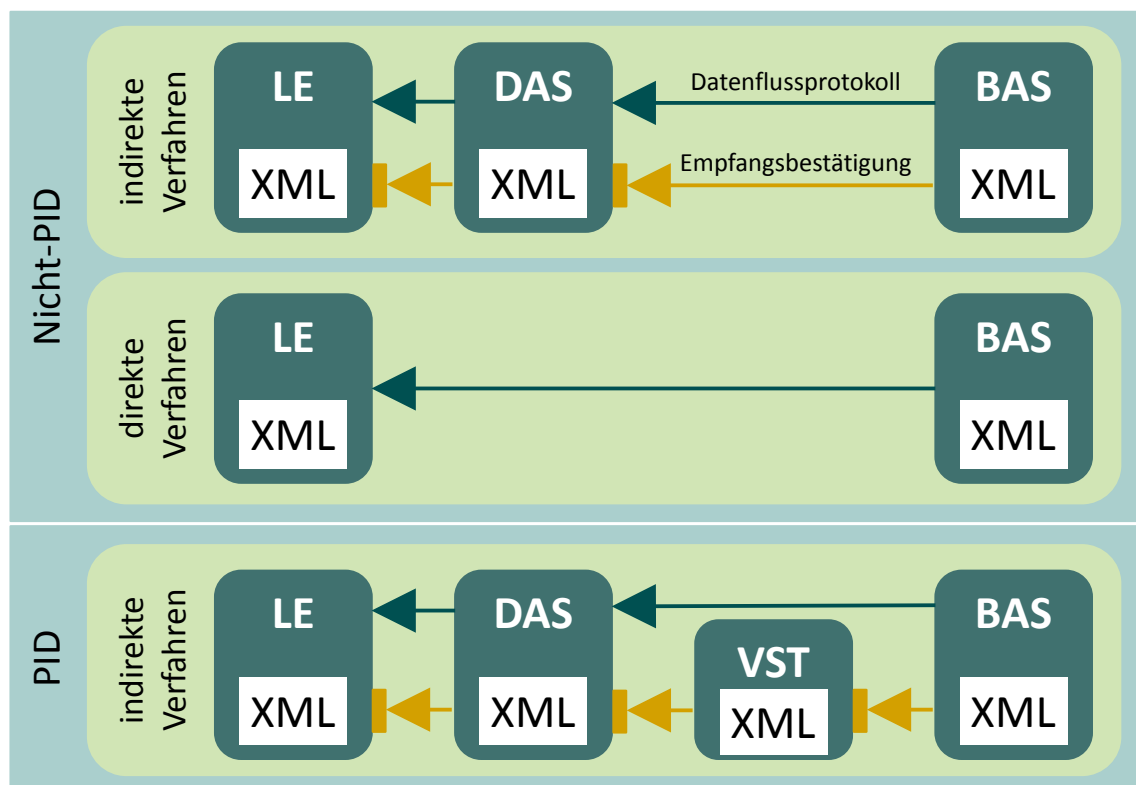 Nicht-PID
indirekte
Verfahren
LE
DAS
BAS
Datenflussprotokoll
Empfangsbestätigung
XML
XML
XML
direkte
Verfahren
LE
BAS
XML
XML
PID
indirekte
Verfahren
LE
DAS
VST
BAS
XML
XML
XML
XML